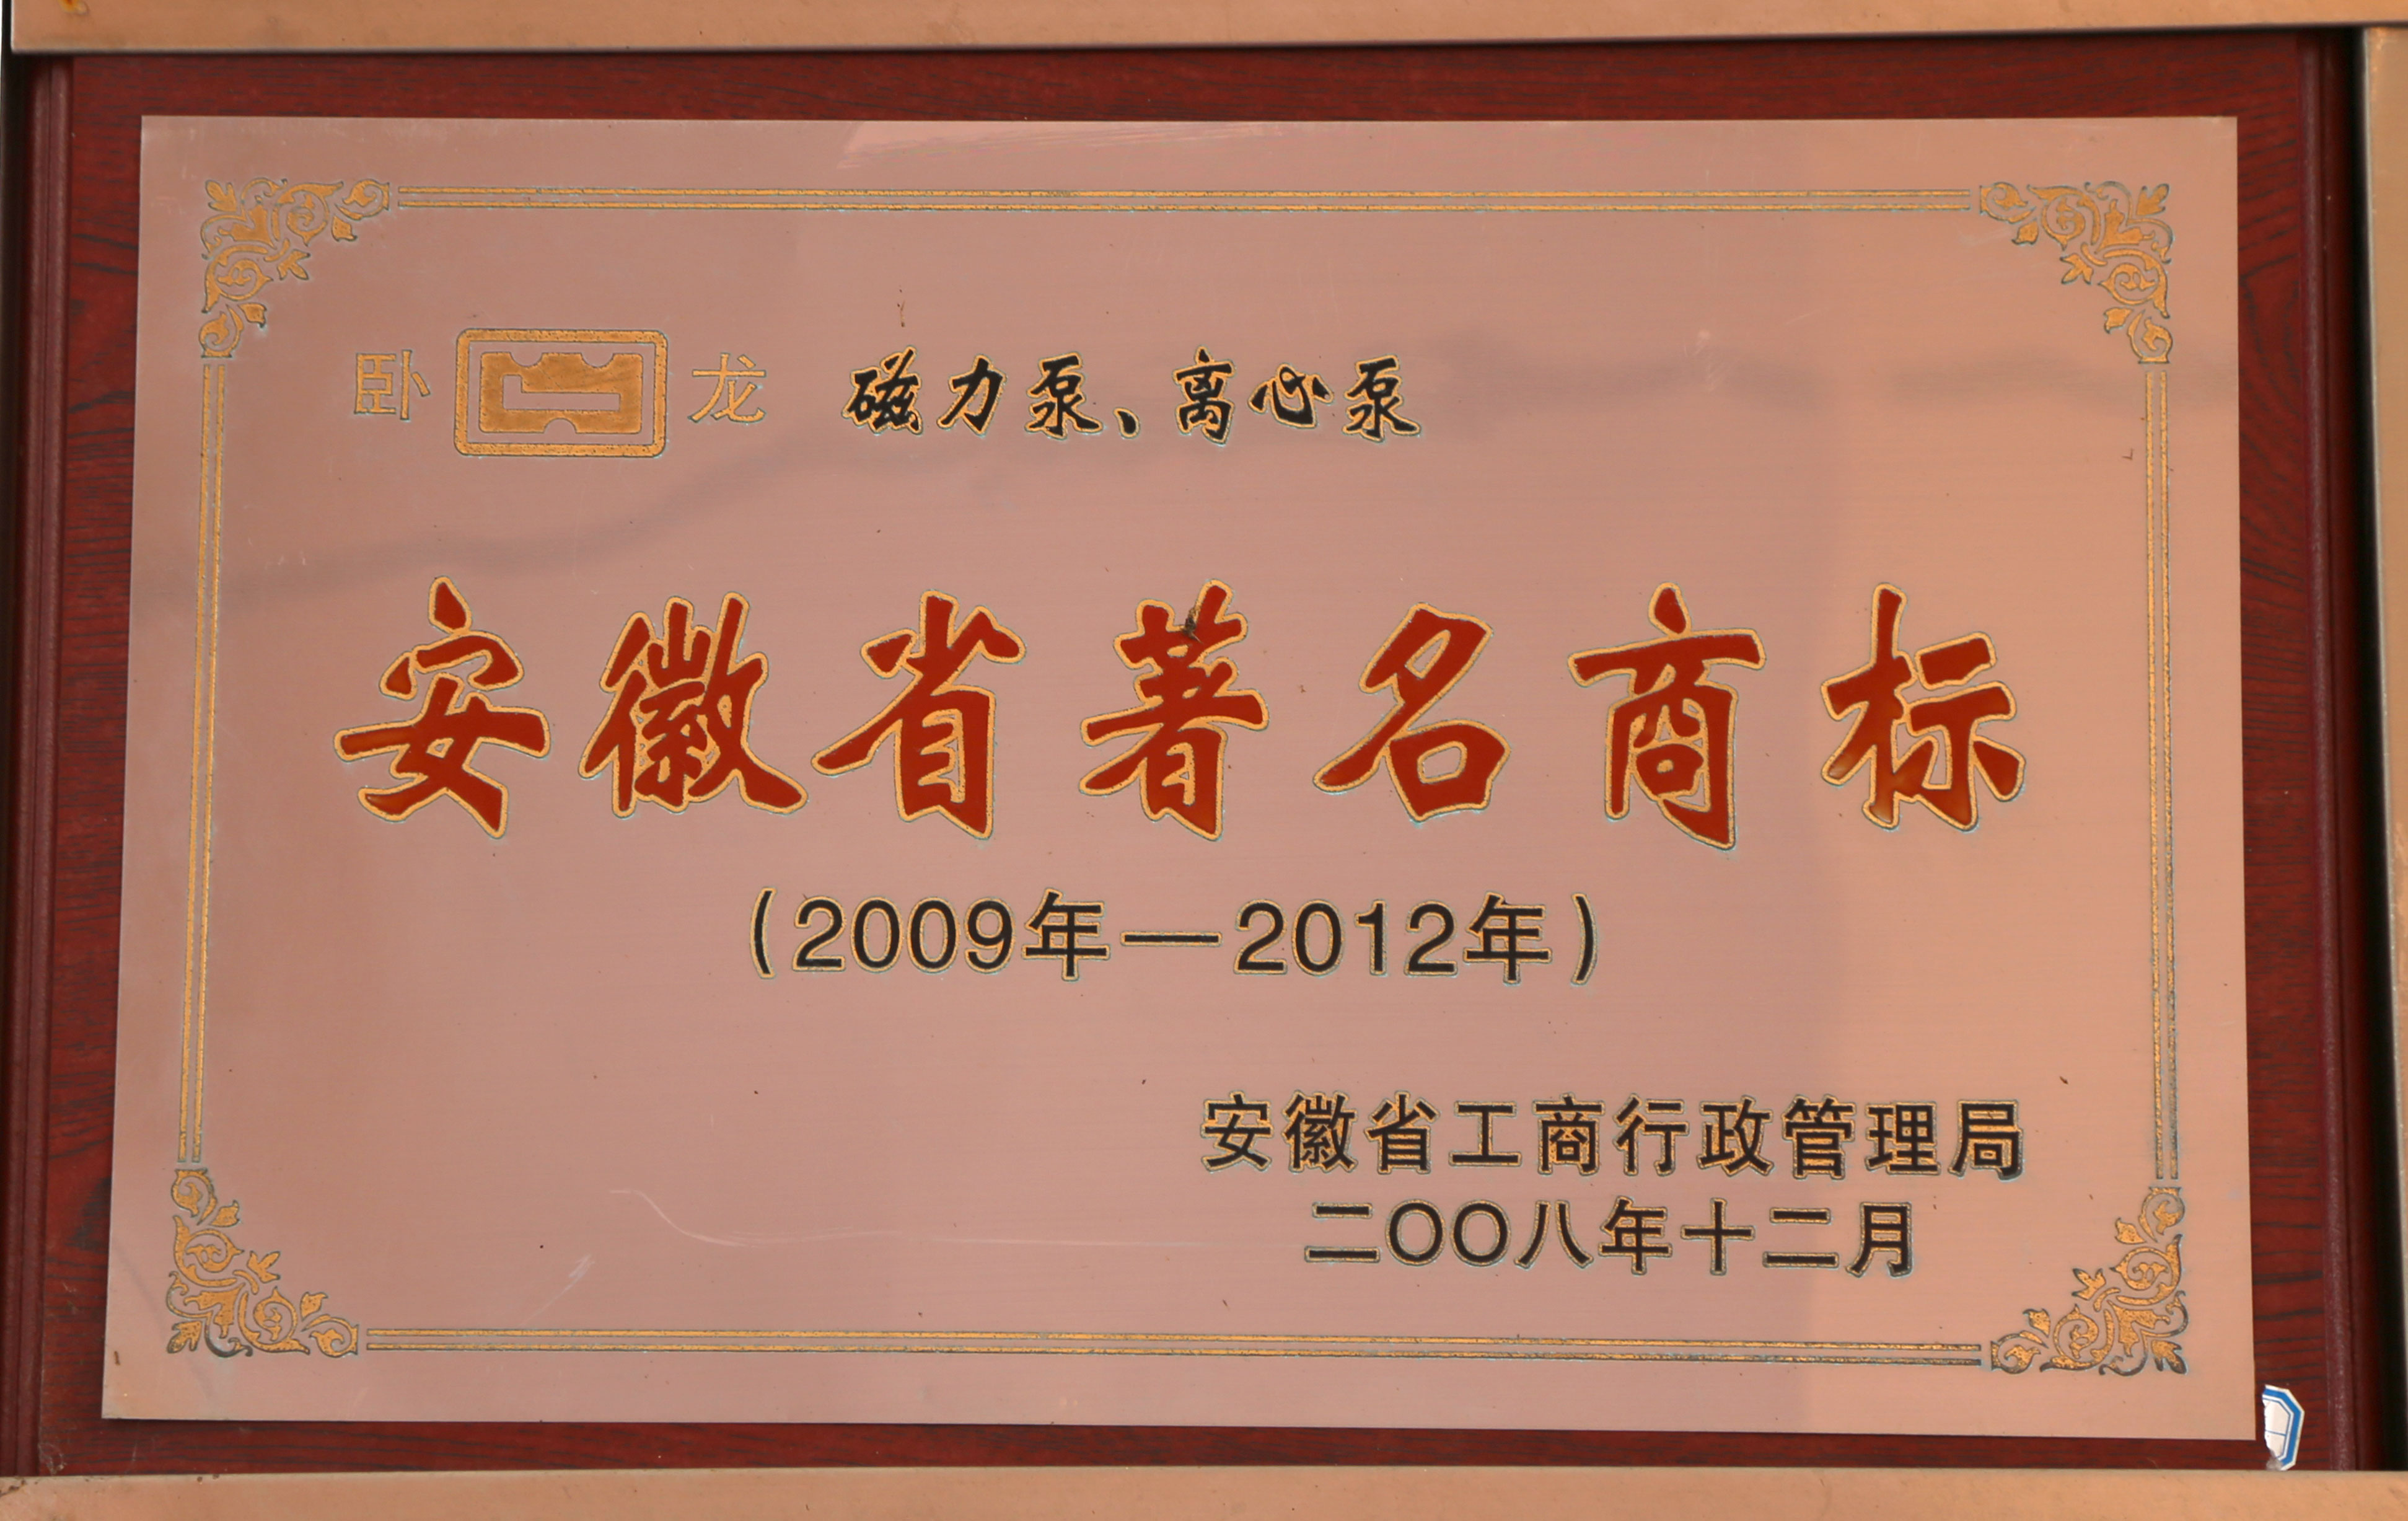 卧 龙 磁力泵、离心泵
安徽省著名商标
(2009年—2012年)
安徽省工商行政管理局
二〇〇八年十二月